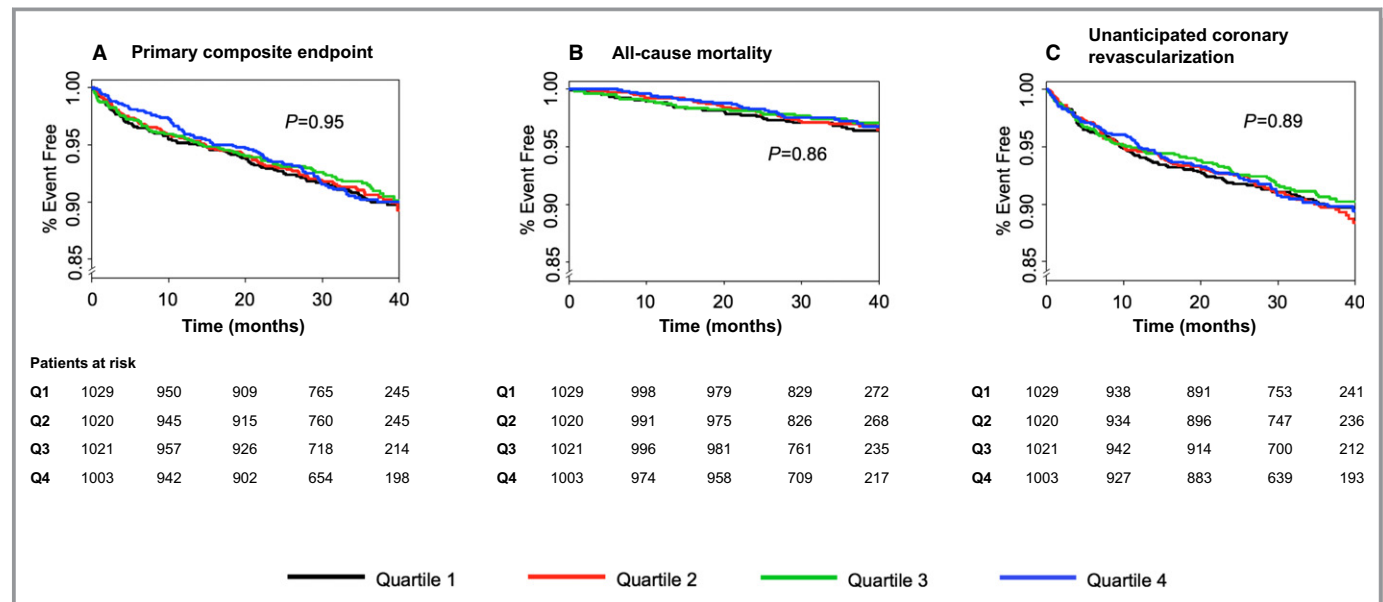 A Primary composite endpoint
% Event Free
1.00
0.95
0.90
0.85
P=0.95
0 10 20 30 40
Time (months)
B All-cause mortality
% Event Free
1.00
0.95
0.90
0.85
P=0.86
0 10 20 30 40
Time (months)
C Unanticipated coronary
revascularization
% Event Free
1.00
0.95
0.90
0.85
P=0.89
0 10 20 30 40
Time (months)
Patients at risk
Q1 1029 950 909 765 245
Q2 1020 945 915 760 245
Q3 1021 957 926 718 214
Q4 1003 942 902 654 198
Q1 1029 998 979 829 272
Q2 1020 991 975 826 268
Q3 1021 996 981 761 235
Q4 1003 974 958 709 217
Q1 1029 938 891 753 241
Q2 1020 934 896 747 236
Q3 1021 942 914 700 212
Q4 1003 927 883 639 193
Quartile 1 Quartile 2 Quartile 3 Quartile 4